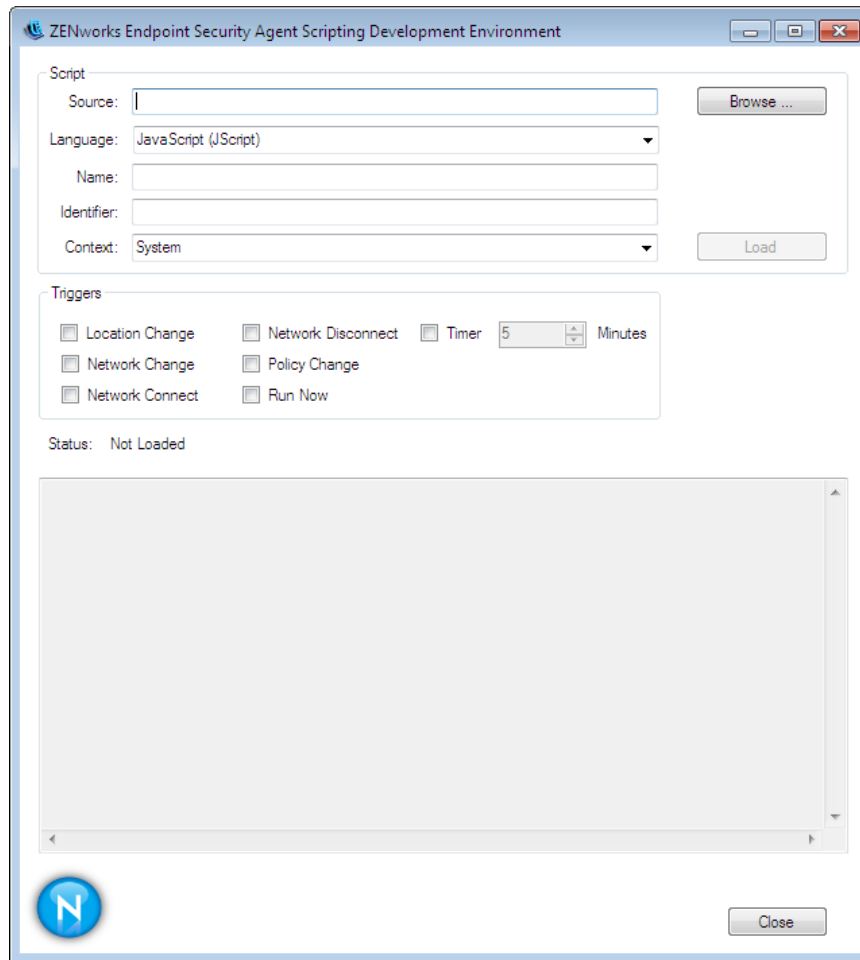 ZENworks Endpoint Security Agent Scripting Development Environment
Script
Source: Browse ...
Language: JavaScript (JScript)
Name:
Identifier:
Context: System Load
Triggers
Location Change Network Disconnect Timer 5 Minutes
Network Change Policy Change
Network Connect Run Now
Status: Not Loaded
N
Close